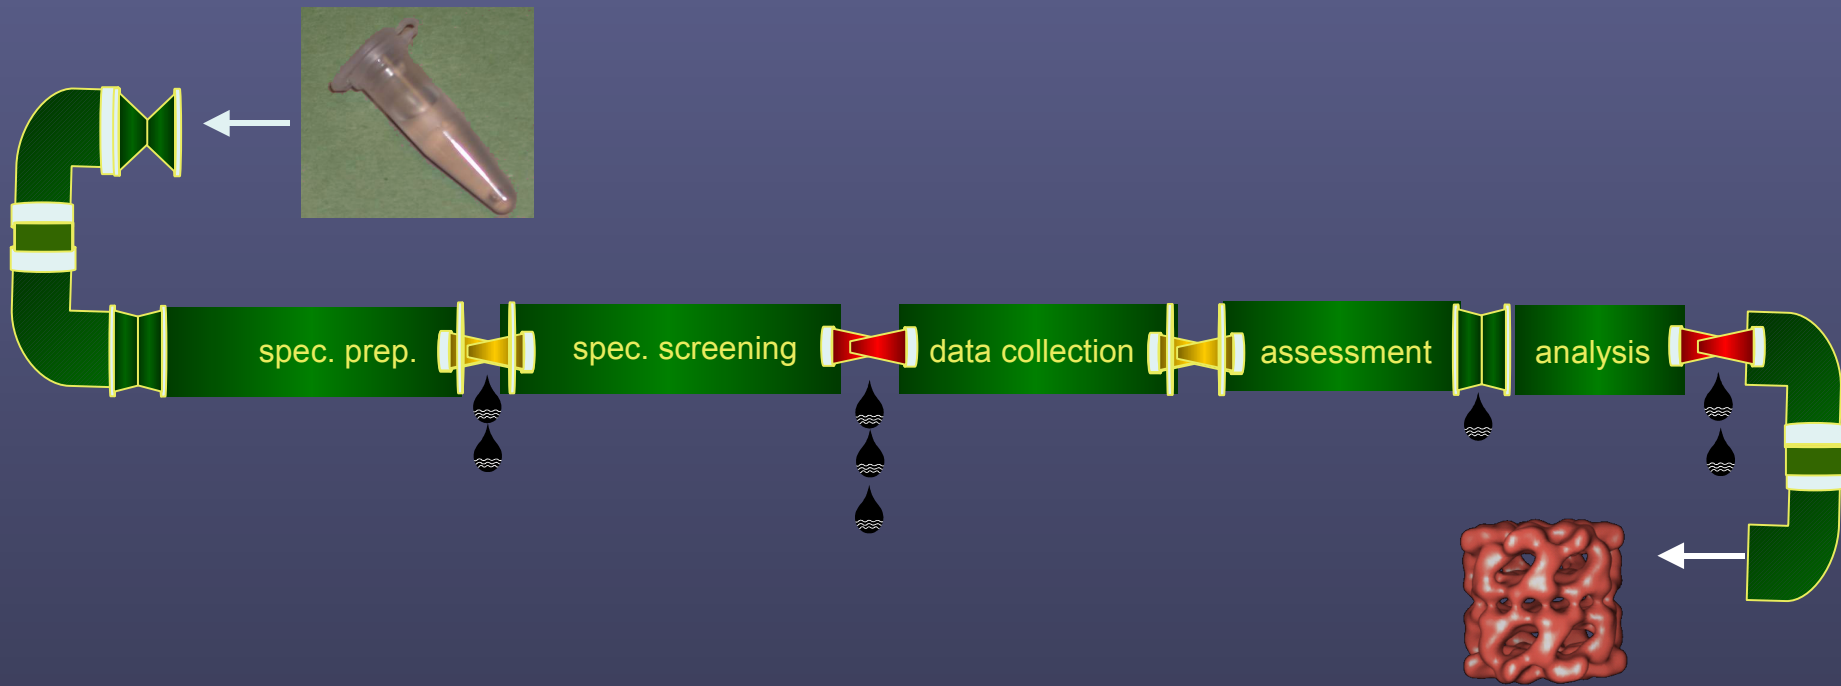 spec. prep.
spec. screening
data collection
assessment
analysis